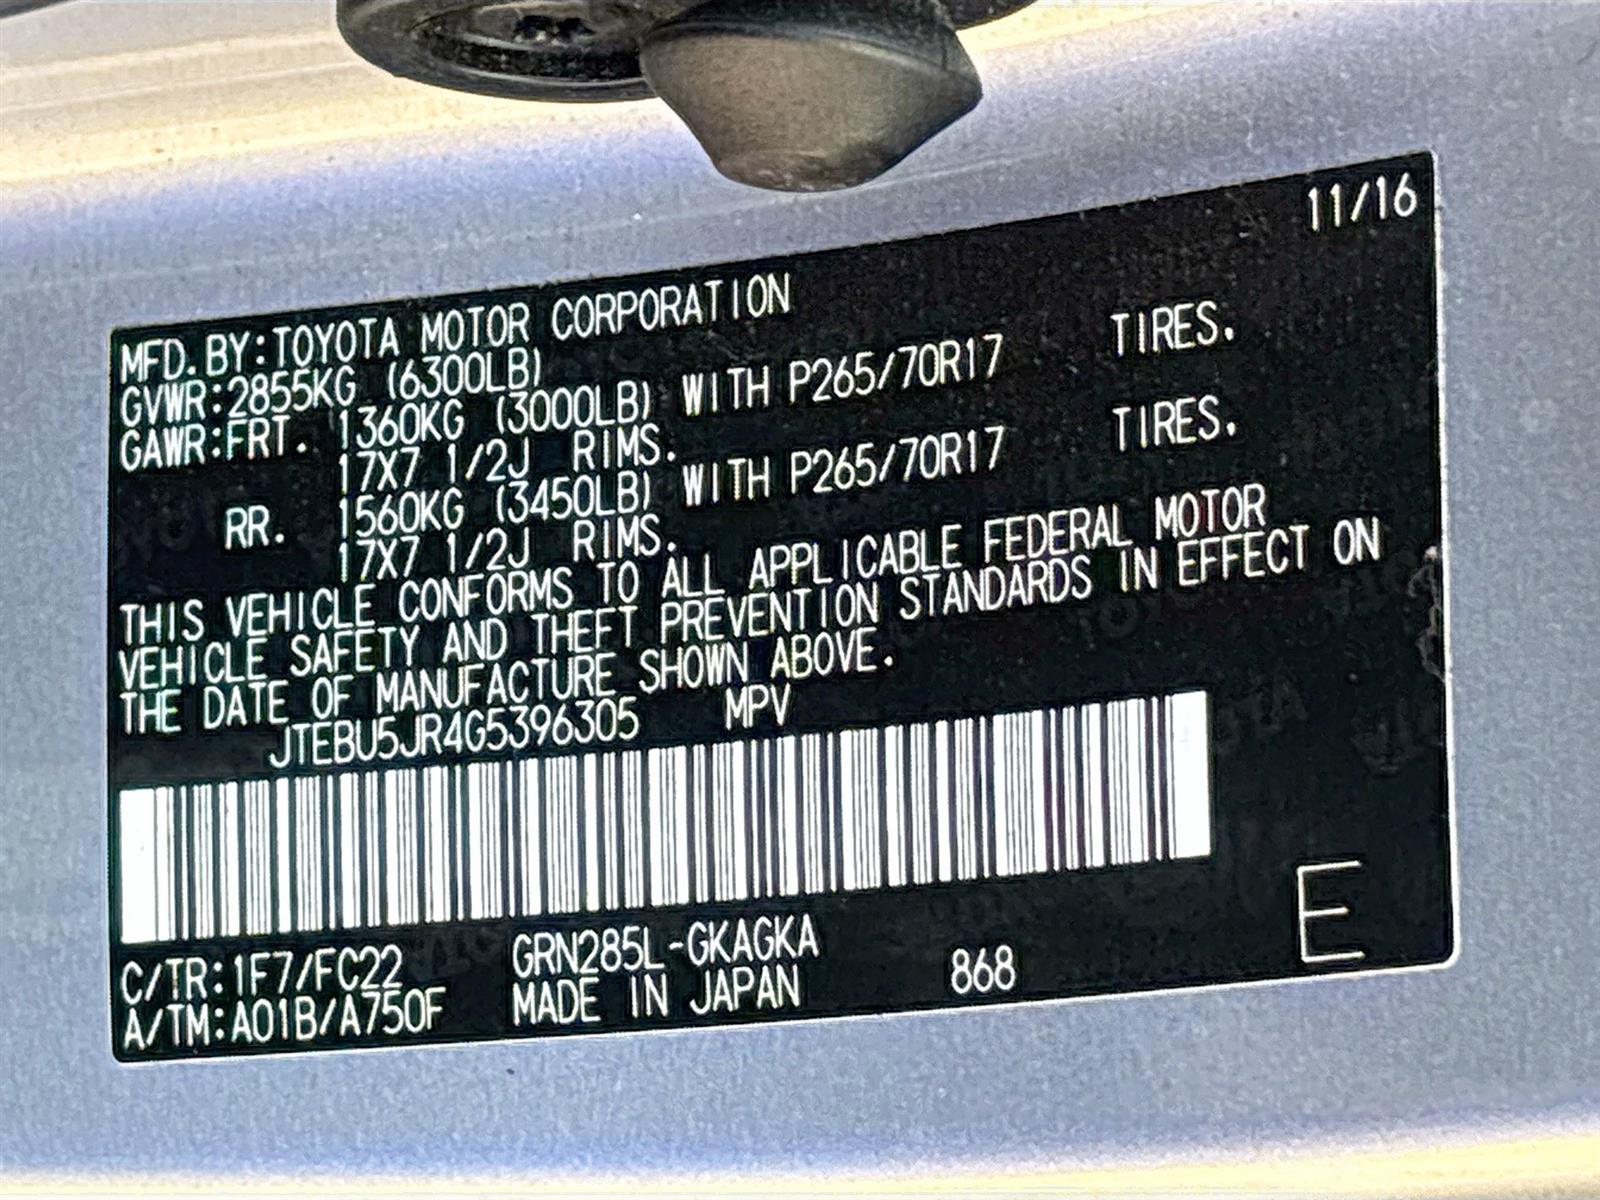 11/16
MFD. BY:TOYOTA MOTOR CORPORATION
GVWR:2855KG (6300LB)
GAWR:FRT. 1360KG (3000LB) WITH P265/70R17 TIRES.
17X7 1/2J RIMS.
RR. 1560KG (3450LB) WITH P265/70R17 TIRES.
17X7 1/2J RIMS.
THIS VEHICLE CONFORMS TO ALL APPLICABLE FEDERAL MOTOR
VEHICLE SAFETY AND THEFT PREVENTION STANDARDS IN EFFECT ON
THE DATE OF MANUFACTURE SHOWN ABOVE.
JTEBU5JR4G5396305 MPV
C/TR:1F7/FC22 GRN285L-GKAGKA
A/TM:A01B/A750F MADE IN JAPAN 868
E